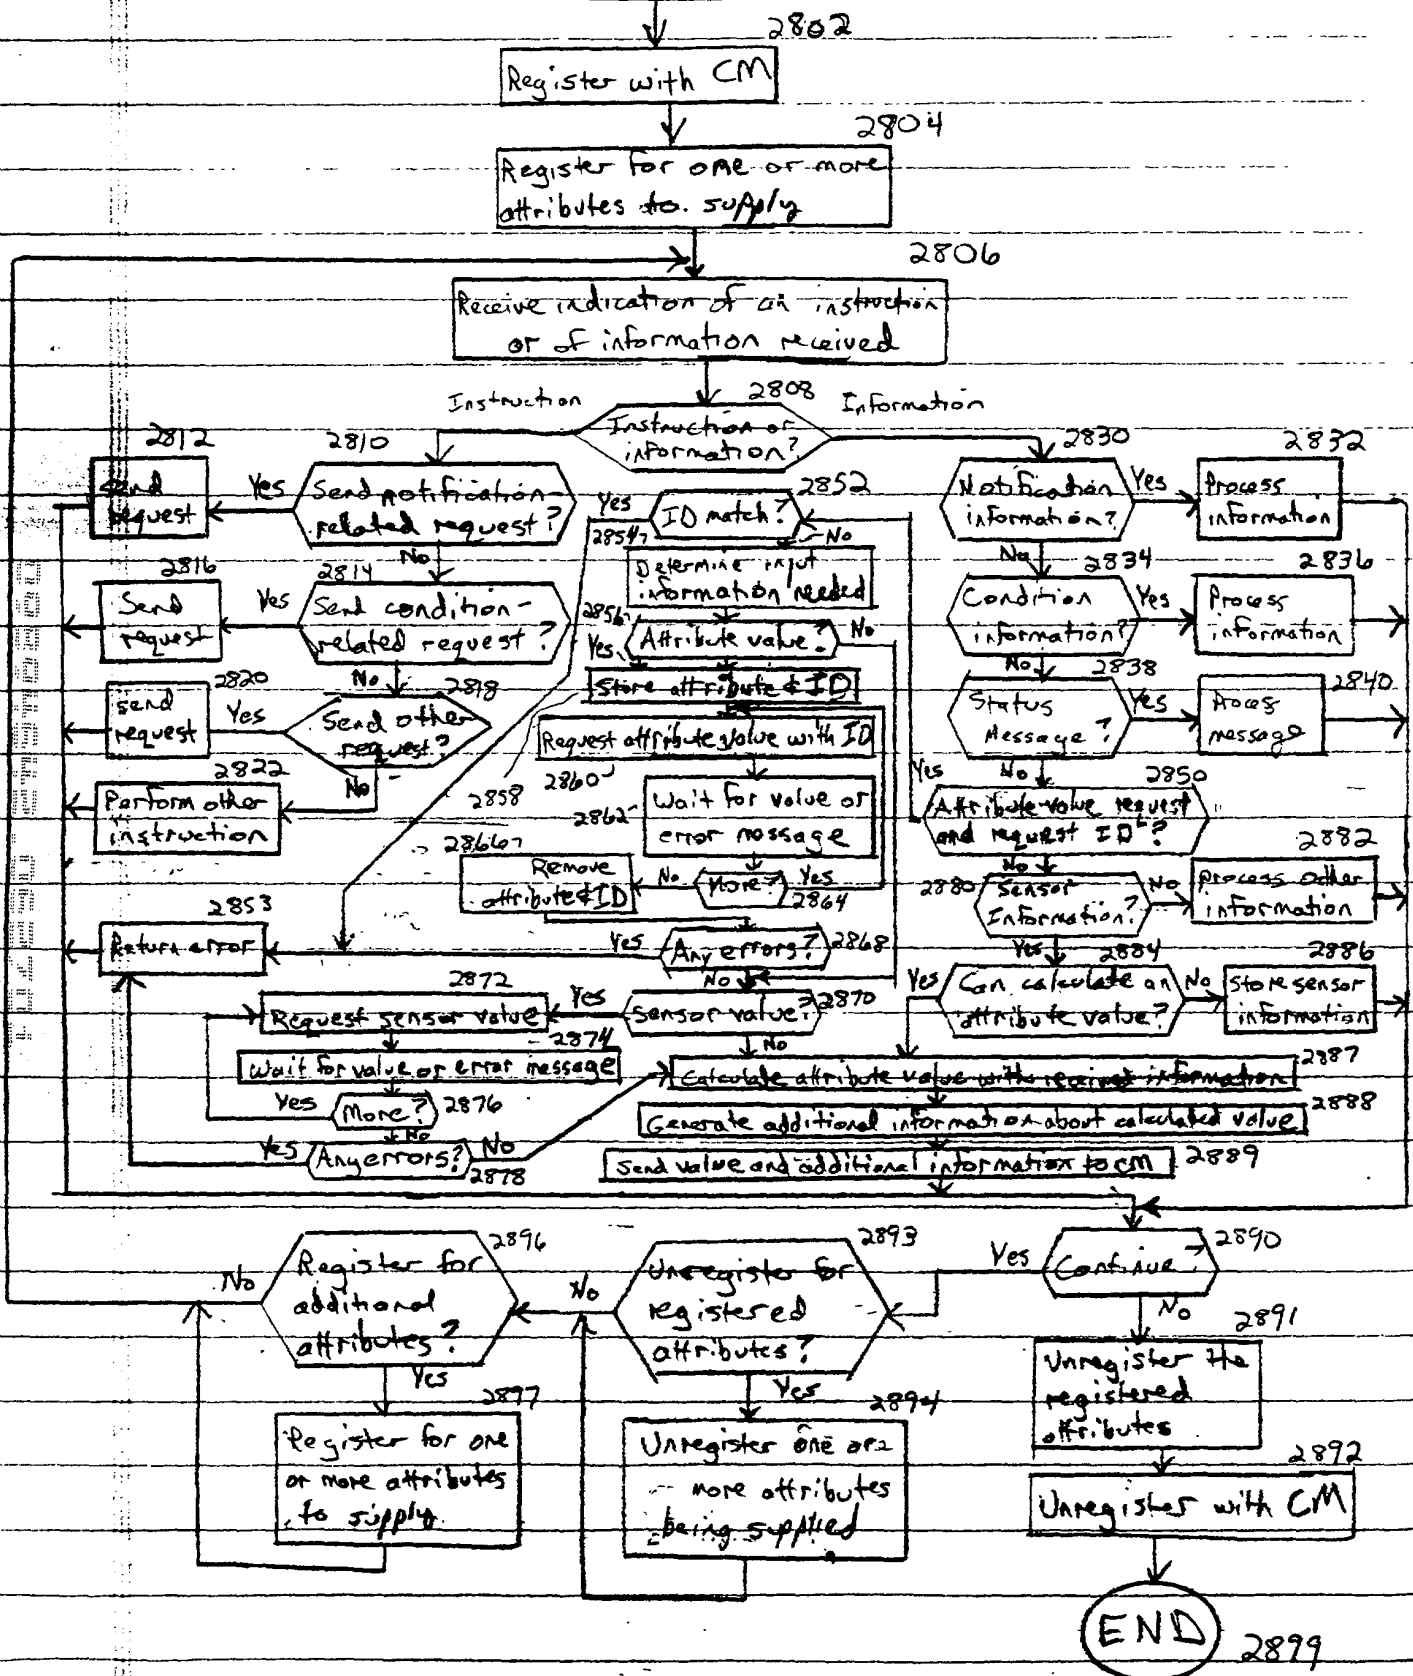 2802
Register with CM
2804
Register for one or more
attributes to supply
2806
Receive indication of an instruction
or of information received
2808
Instruction
Information
Instruction or
information?
2812
2810
2830
2832
Send
request
Yes
Send notification-
related request?
No
Yes
ID match?
2852
No
Notification
information?
Yes
No
Process
information
2854
Determine input
information needed
2816
2814
2834
2836
Send
request
Yes
Send condition-
related request?
No
2856
Attribute value?
No
Yes
Condition
information?
Yes
No
Process
information
Store attribute & ID
2820
2818
2838
2840
Send
request
Yes
Send other
request?
No
Request attribute value with ID
2860
2858
Status
Message?
Yes
No
Process
message
2822
Perform other
instruction
2862
Wait for value or
error message
Yes
2850
Attribute value request
and request ID?
No
2866
Remove
attribute & ID
No
More?
Yes
2864
2880
Sensor
Information?
No
Yes
2882
Process other
information
2853
Return error
Yes
Any errors?
2868
No
2884
Yes
Can calculate an
attribute value?
No
2886
Store sensor
information
2872
Request sensor value
Yes
Sensor value?
2870
No
2874
Wait for value or error message
2887
Calculate attribute value with received information
Yes
More?
2876
No
2888
Generate additional information about calculated value
Yes
Any errors?
No
2878
Send value and additional information to CM
2889
2896
2893
2890
No
Register for
additional
attributes?
Yes
No
Unregister for
registered
attributes?
Yes
Yes
Continue?
No
2897
Register for one
or more attributes
to supply
2894
Unregister one or
more attributes
being supplied
2891
Unregister the
registered
attributes
2892
Unregister with CM
END
2899